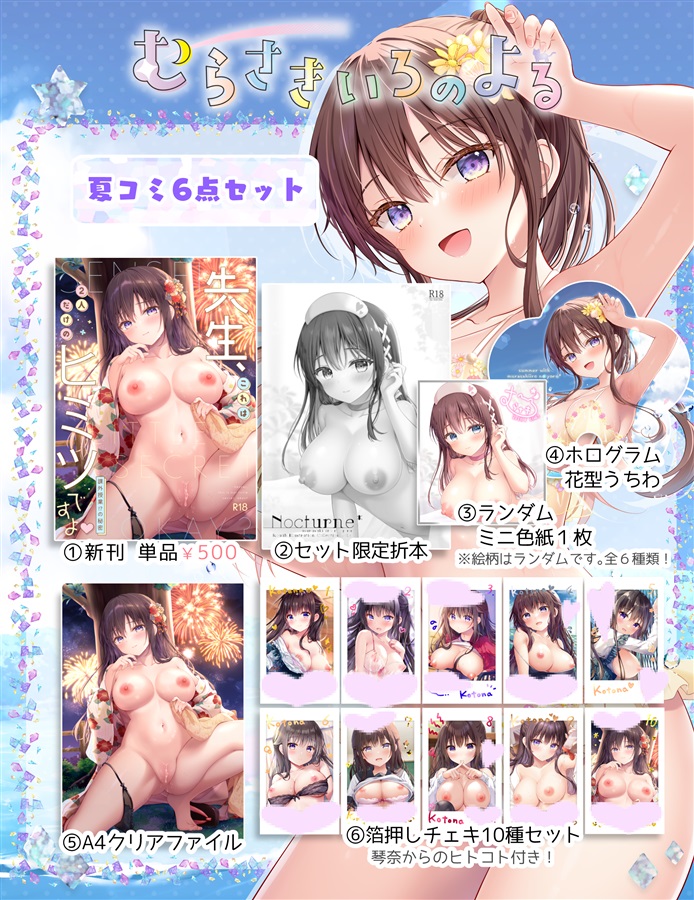 むらさきいろのよる
夏コミ6点セット
SENSEI
先生、
これは
2人
だけの
ヒミツ
ですよ♡
R18
①新刊 単品￥500
R18
Nocturne'
②セット限定折本
③ランダム
ミニ色紙１枚
※絵柄はランダムです。全６種類！
summer with
④ホログラム
花型うちわ
⑤A4クリアファイル
Kotona
Kotona
Kotona
Kotona
⑥箔押しチェキ10種セット
琴奈からのヒトコト付き！